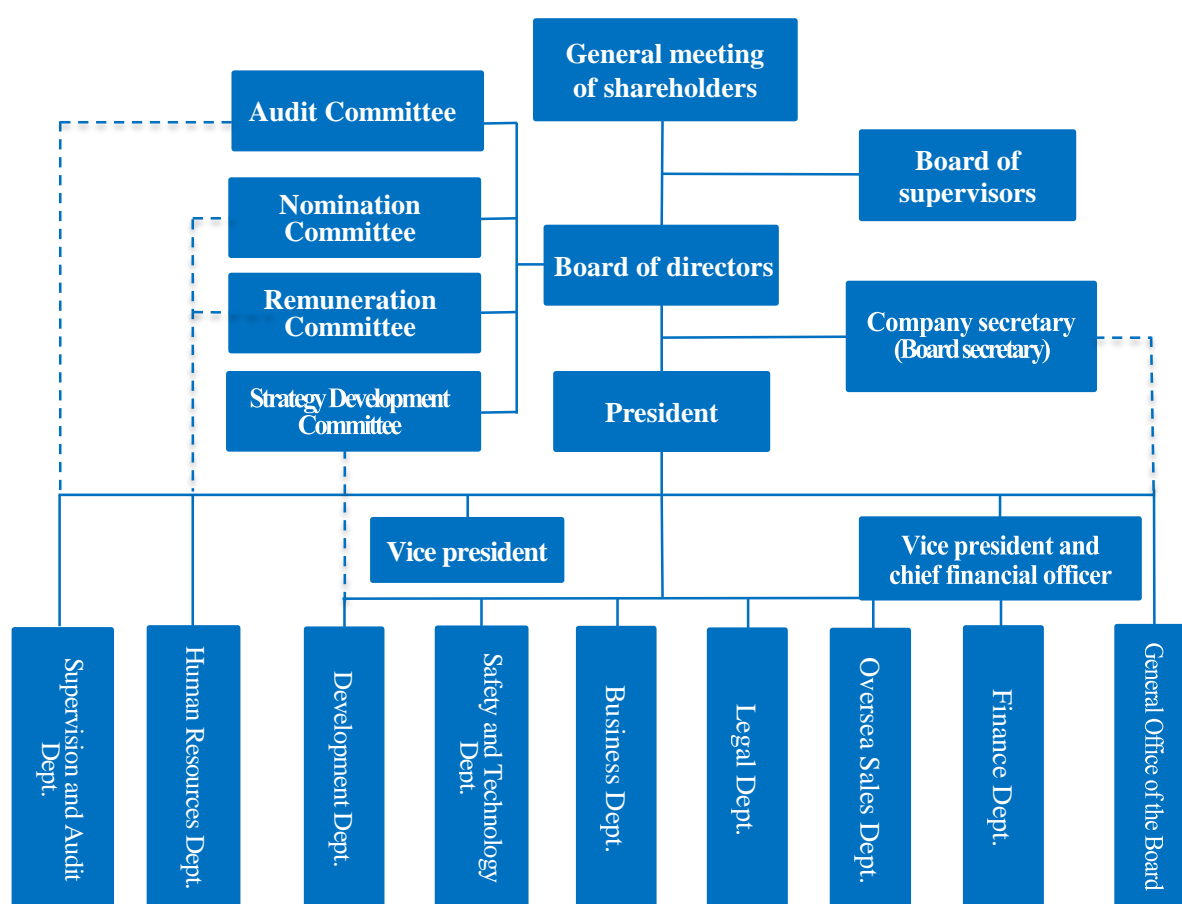 General meeting
of shareholders
Audit Committee
Board of
supervisors
Nomination
Committee
Board of directors
Remuneration
Committee
Company secretary
(Board secretary)
Strategy Development
Committee
President
Vice president
Vice president and
chief financial officer
Supervision and Audit
Dept.
Human Resources Dept.
Development Dept.
Safety and Technology
Dept.
Business Dept.
Legal Dept.
Oversea Sales Dept.
Finance Dept.
General Office of the Board